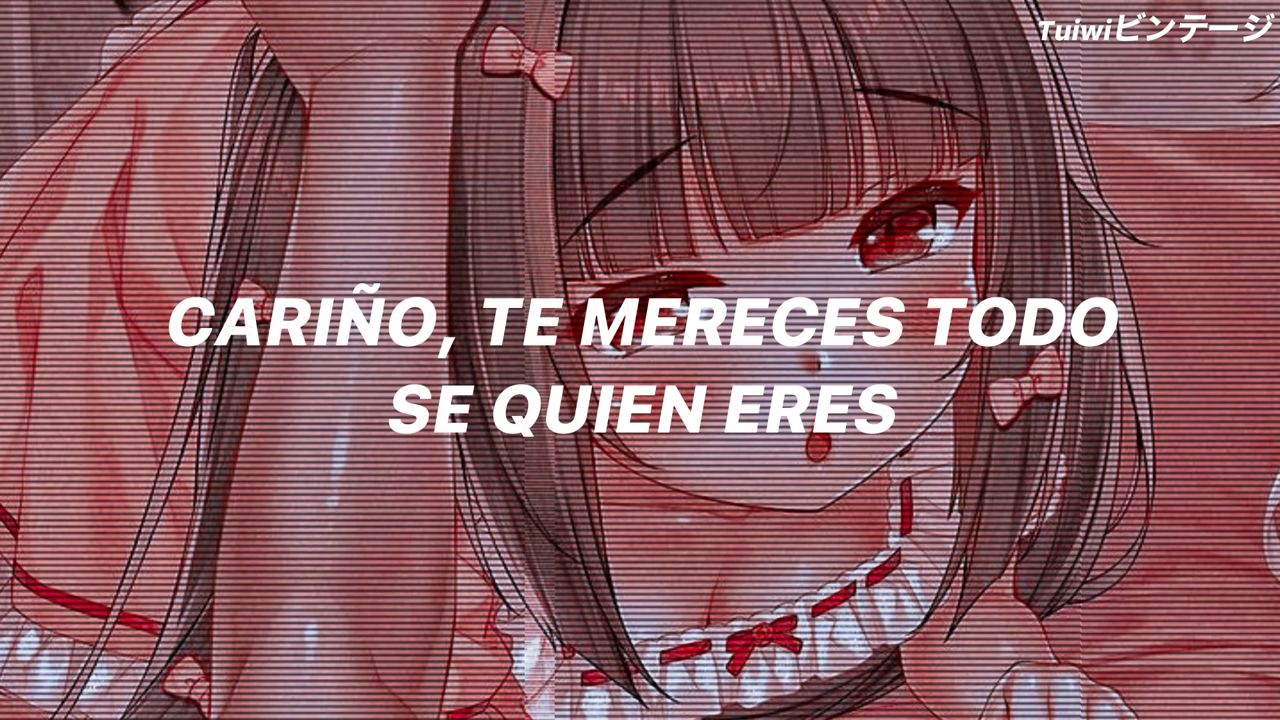 Tuiwiビンテージ
CARIÑO, TE MERECES TODO
SE QUIEN ERES